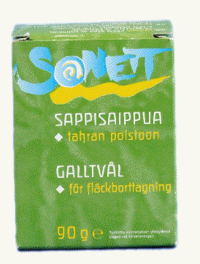 SONETT
SAPPISAIPPUA
◆ tahran poistoon
GALLTVÅL
◆ för fläckborttagning
90 g e